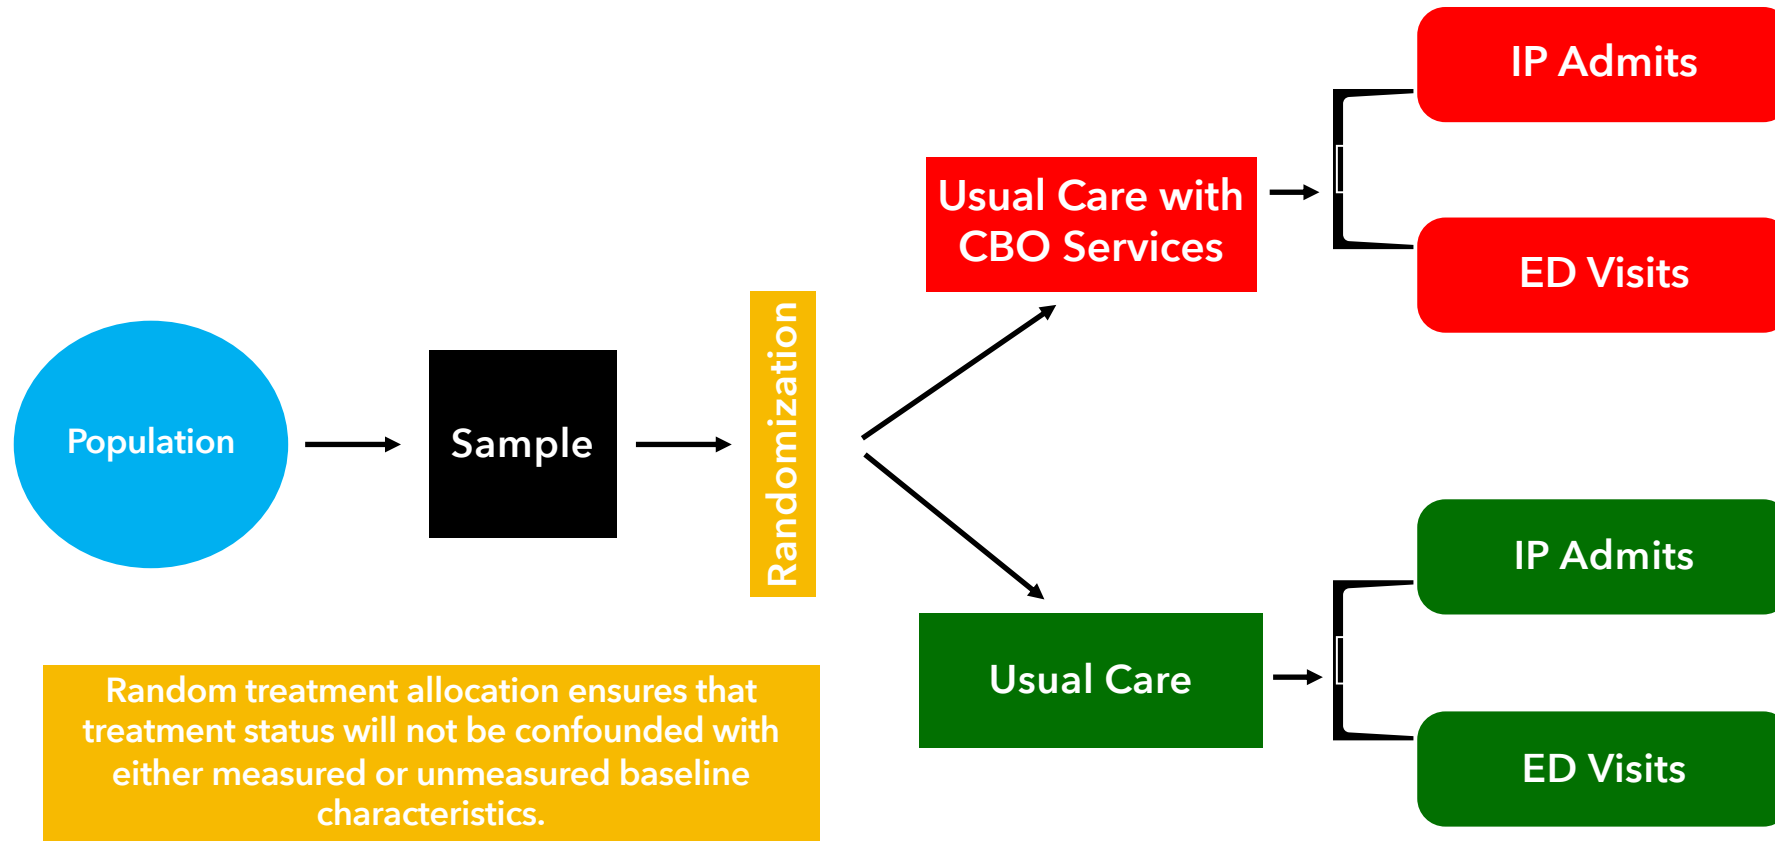 Population
Sample
Randomization
Usual Care with
CBO Services
IP Admits
ED Visits
Usual Care
IP Admits
ED Visits
Random treatment allocation ensures that
treatment status will not be confounded with
either measured or unmeasured baseline
characteristics.